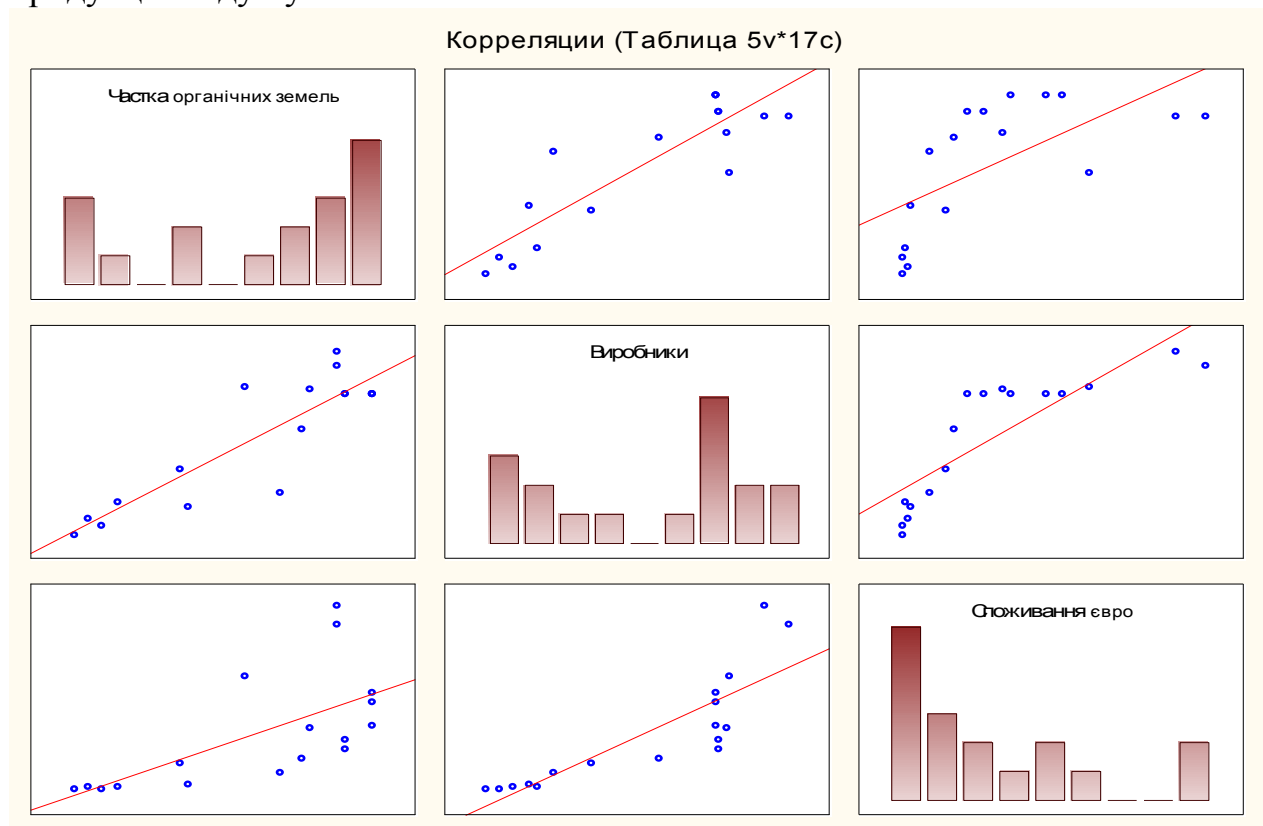 Корреляции (Таблица 5v*17c)
Частка органічних земель
Виробники
Споживання євро